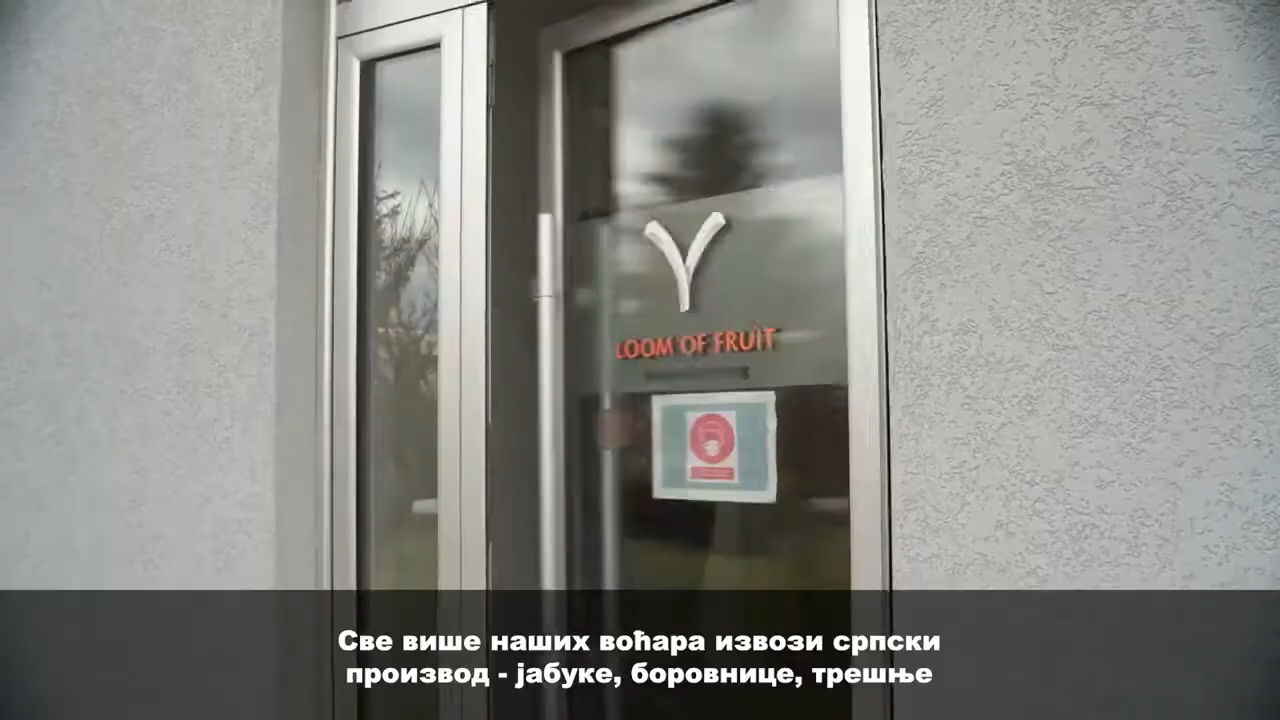 LOOM OF FRUIT
Све више наших воћара извози српски
производ - јабуке, боровнице, трешње